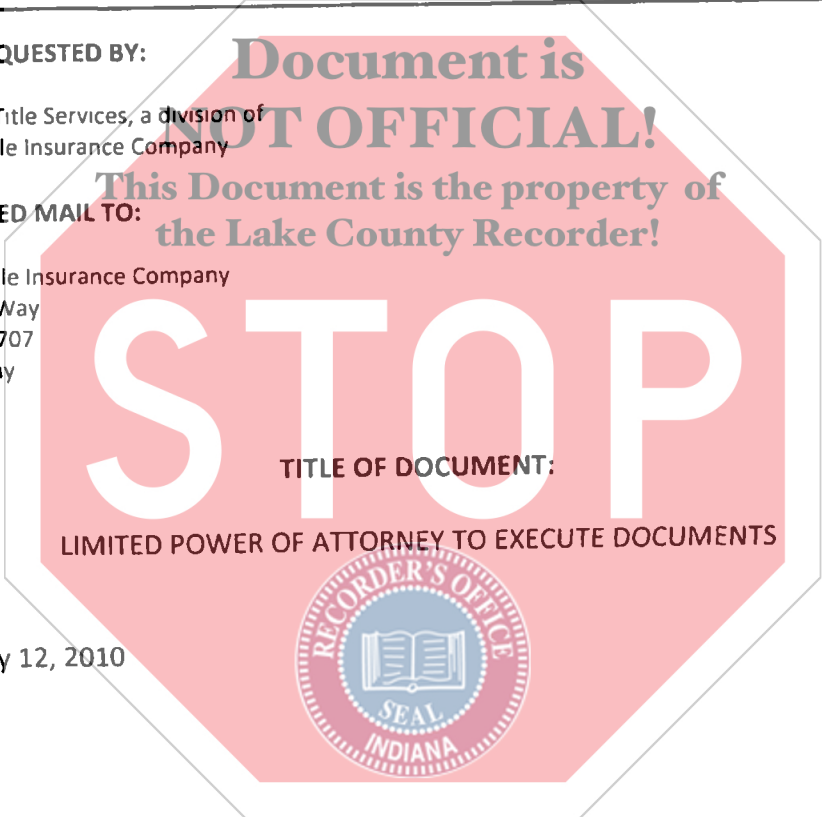 QUESTED BY:
Document is
Title Services, a division of
NOT OFFICIAL!
le Insurance Company
This Document is the property of
ED MAIL TO:
the Lake County Recorder!
le Insurance Company
Way
707
STOP
TITLE OF DOCUMENT:
LIMITED POWER OF ATTORNEY TO EXECUTE DOCUMENTS
RECORDER'S OFFICE
y 12, 2010
SEAL
INDIANA